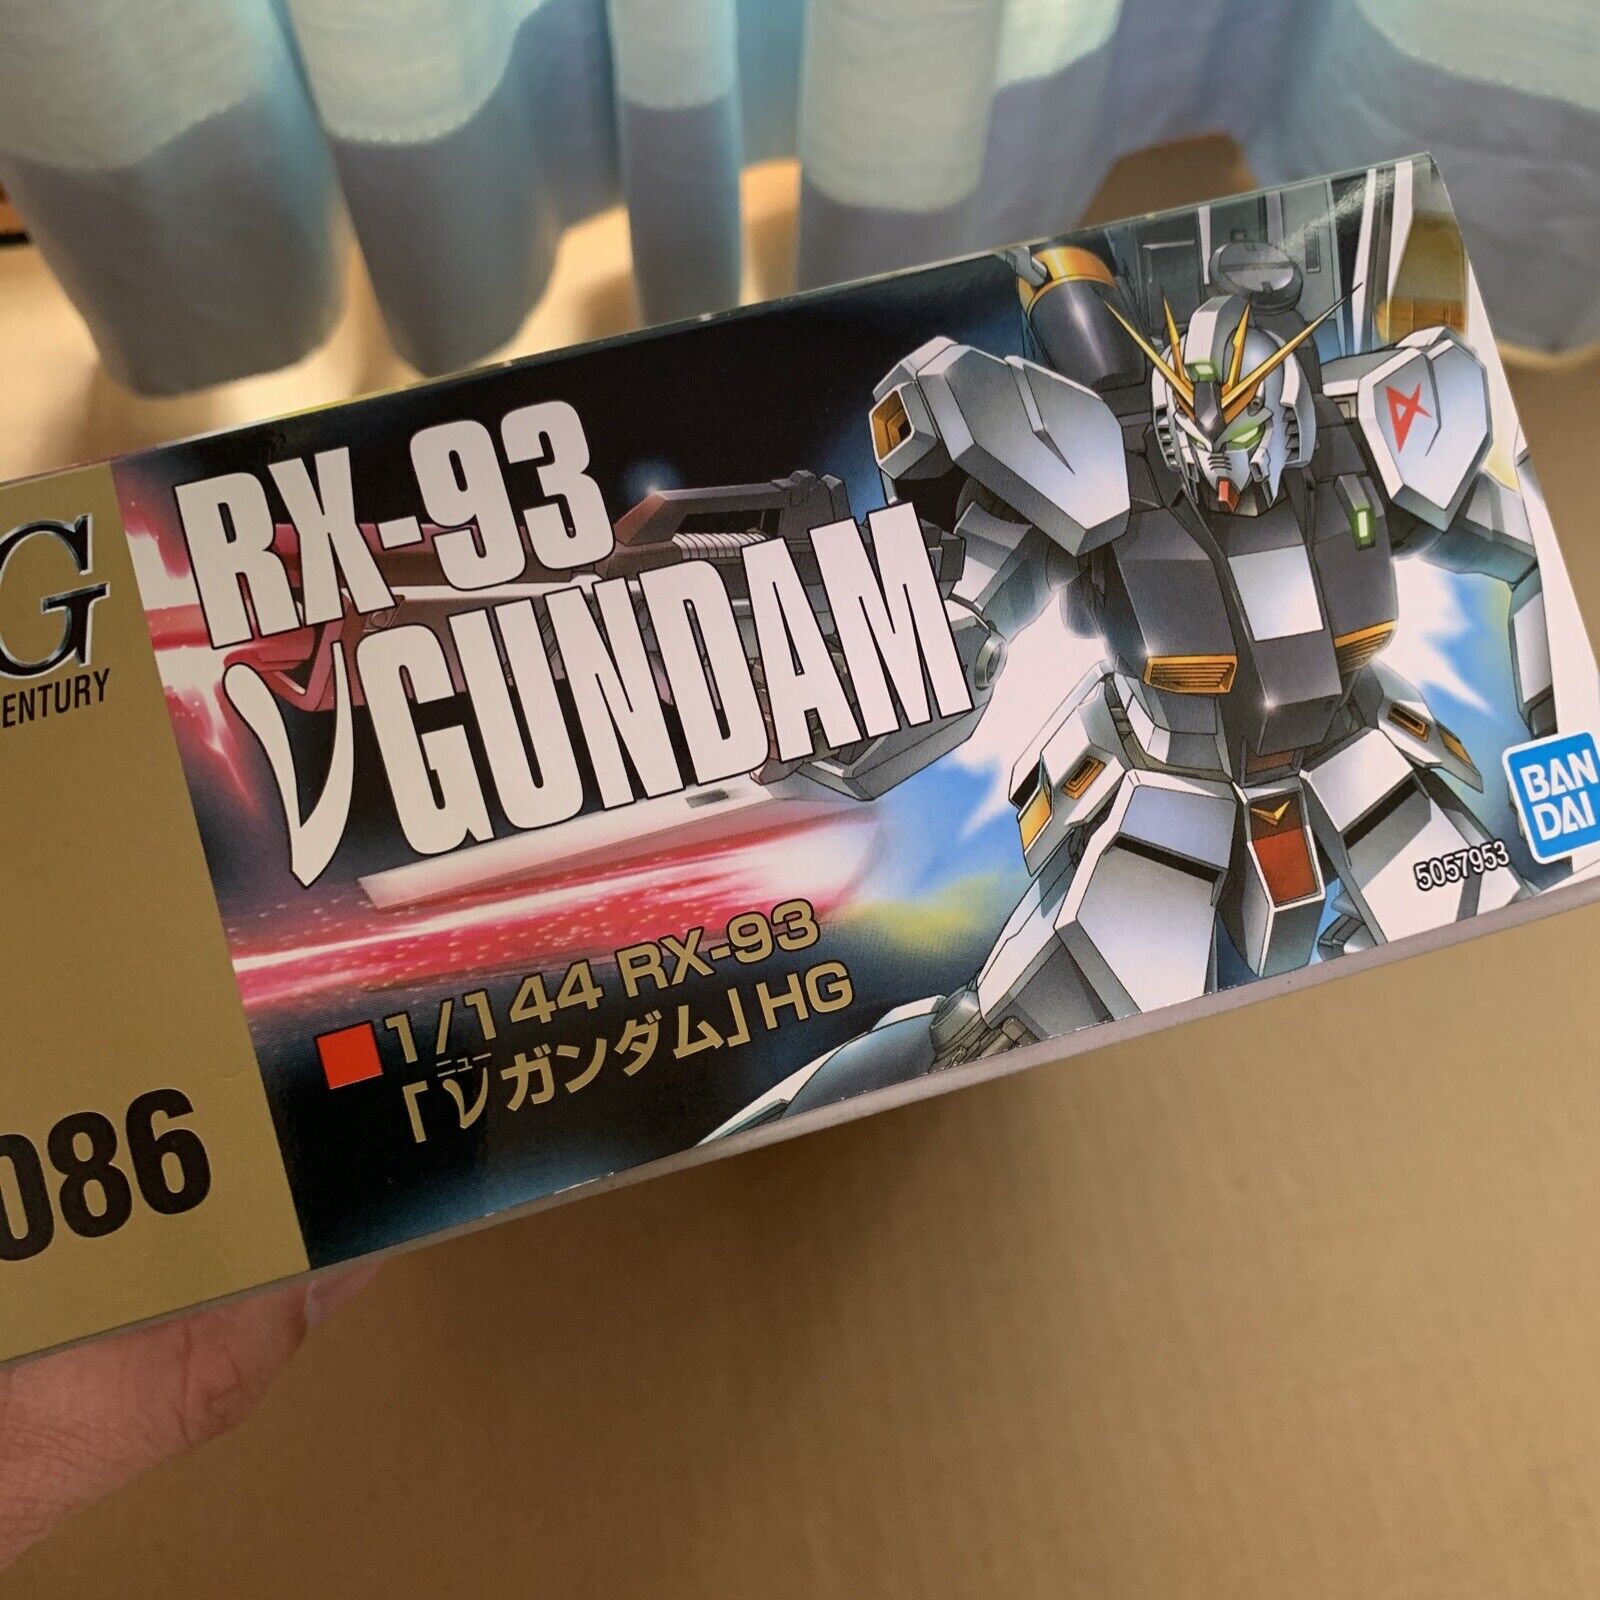 G
ENTURY
086
RX-93
νGUNDAM
■1/144 RX-93
ニュー
「νガンダム」HG
BAN
DAI
5057953